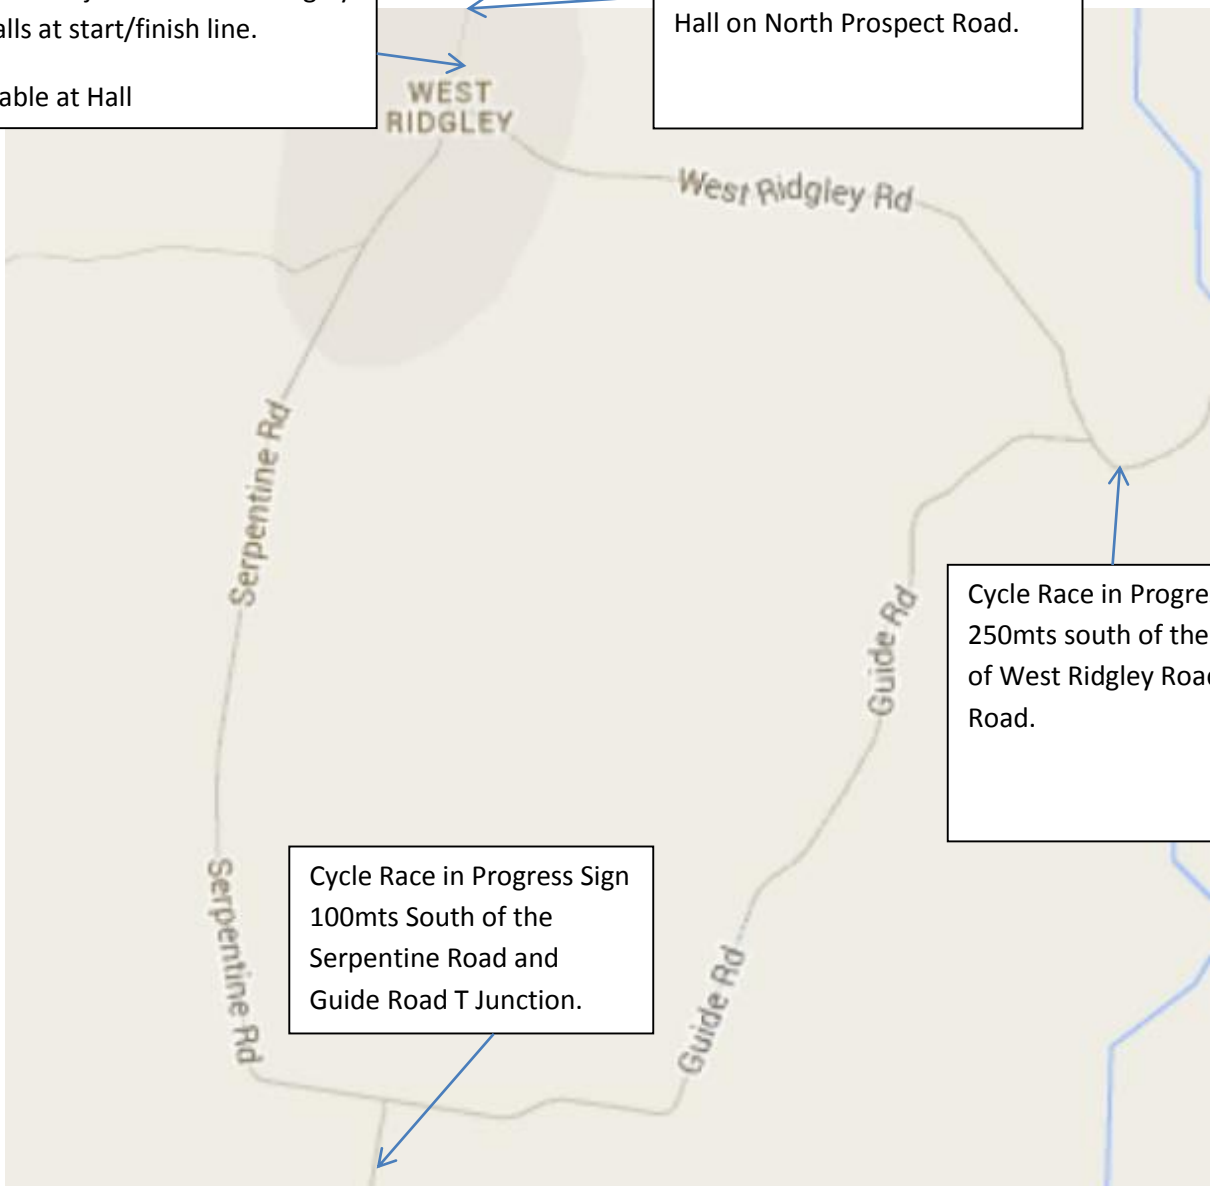 alls at start/finish line.
able at Hall
Hall on North Prospect Road.
WEST
RIDGLEY
West Ridgley Rd
Serpentine Rd
Guide Rd
Cycle Race in Progre
250mts south of the
of West Ridgley Road
Road.
Serpentine Rd
Cycle Race in Progress Sign
100mts South of the
Serpentine Road and
Guide Road T Junction.
Guide Rd